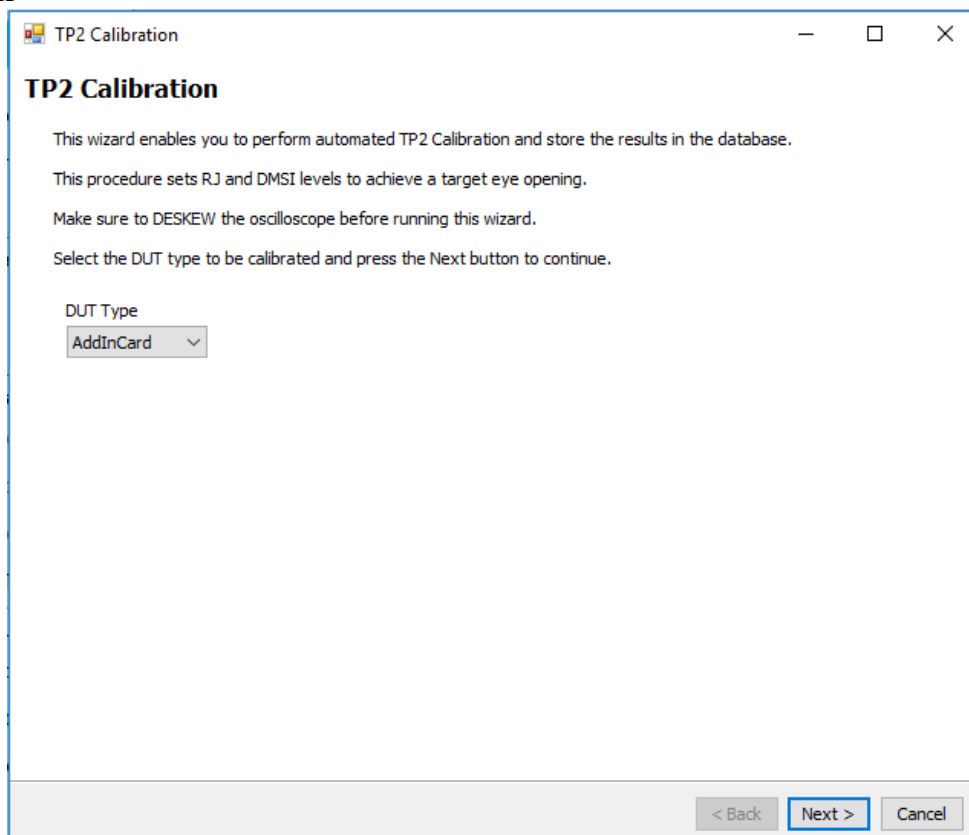 TP2 Calibration
TP2 Calibration
This wizard enables you to perform automated TP2 Calibration and store the results in the database.
This procedure sets RJ and DMSI levels to achieve a target eye opening.
Make sure to DESKEW the oscilloscope before running this wizard.
Select the DUT type to be calibrated and press the Next button to continue.
DUT Type
AddInCard
< Back Next > Cancel